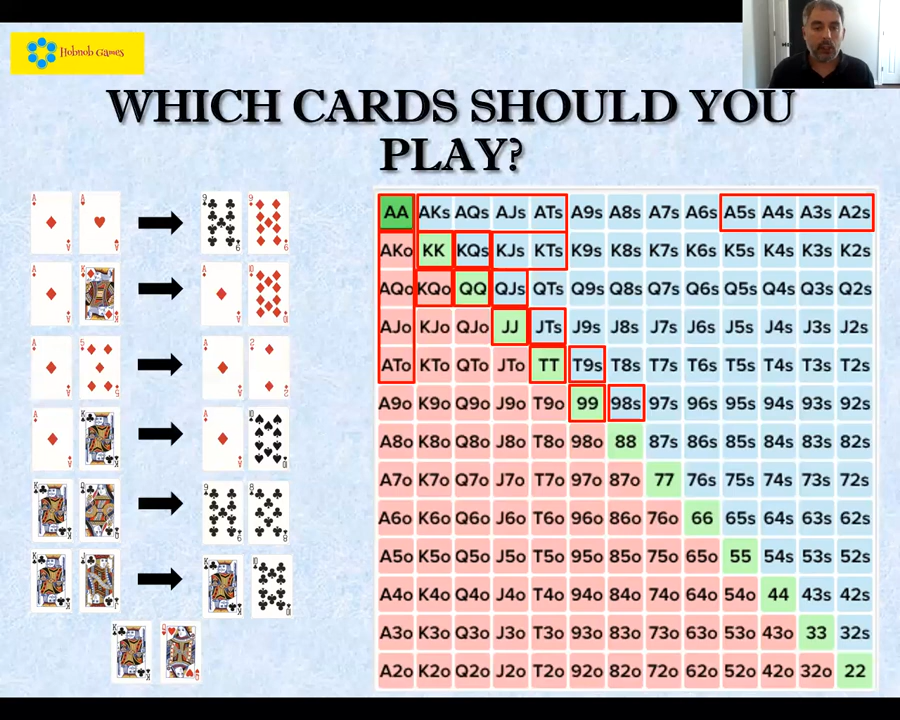 Hobnob Games
WHICH CARDS SHOULD YOU
PLAY?
AA AKs AQs AJs ATs A9s A8s A7s A6s A5s A4s A3s A2s
AKo KK KQs KJs KTs K9s K8s K7s K6s K5s K4s K3s K2s
AQo KQo QQ QJs QTs Q9s Q8s Q7s Q6s Q5s Q4s Q3s Q2s
AJo KJo QJo JJ JTs J9s J8s J7s J6s J5s J4s J3s J2s
ATo KTo QTo JTo TT T9s T8s T7s T6s T5s T4s T3s T2s
A9o K9o Q9o J9o T9o 99 98s 97s 96s 95s 94s 93s 92s
A8o K8o Q8o J8o T8o 98o 88 87s 86s 85s 84s 83s 82s
A7o K7o Q7o J7o T7o 97o 87o 77 76s 75s 74s 73s 72s
A6o K6o Q6o J6o T6o 96o 86o 76o 66 65s 64s 63s 62s
A5o K5o Q5o J5o T5o 95o 85o 75o 65o 55 54s 53s 52s
A4o K4o Q4o J4o T4o 94o 84o 74o 64o 54o 44 43s 42s
A3o K3o Q3o J3o T3o 93o 83o 73o 63o 53o 43o 33 32s
A2o K2o Q2o J2o T2o 92o 82o 72o 62o 52o 42o 32o 22